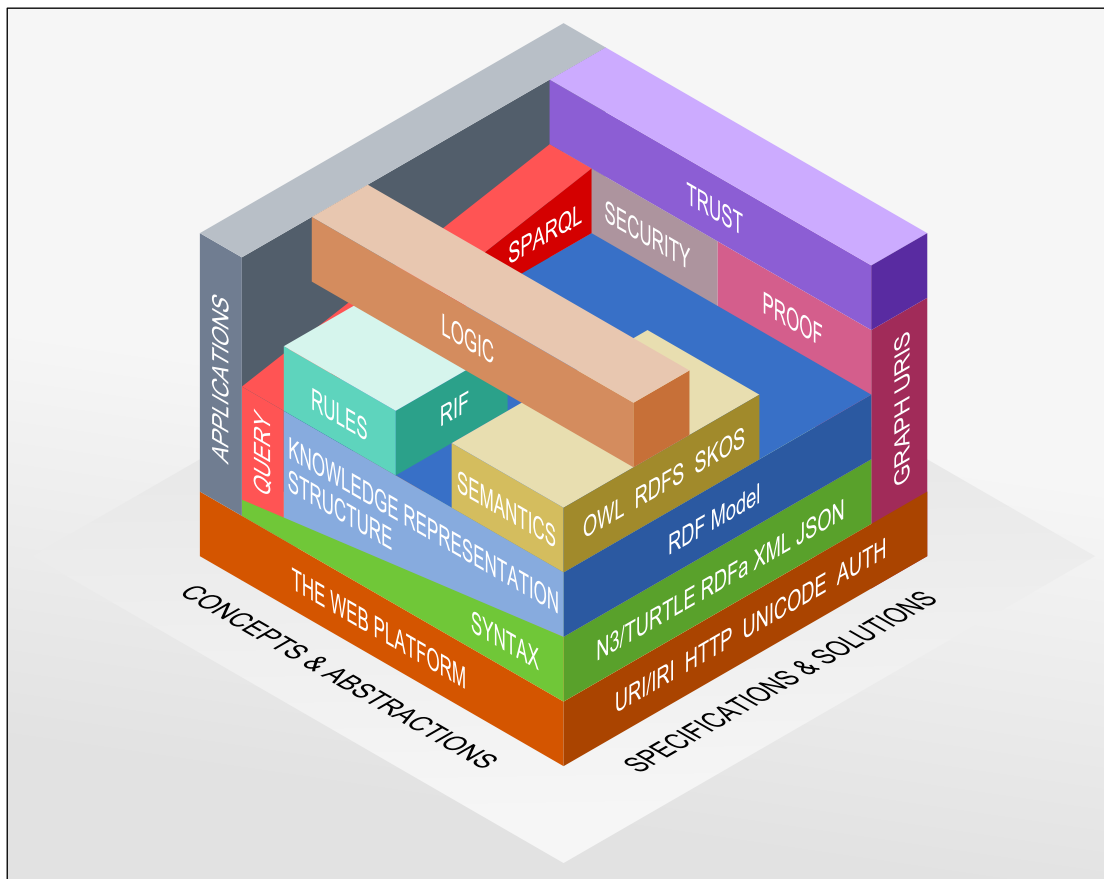 TRUST
SPARQL
SECURITY
PROOF
LOGIC
APPLICATIONS
RULES
RIF
GRAPH URIS
QUERY
KNOWLEDGE REPRESENTATION
STRUCTURE
SEMANTICS
OWL RDFS SKOS
RDF Model
SYNTAX
N3/TURTLE RDFa XML JSON
THE WEB PLATFORM
URI/IRI HTTP UNICODE AUTH
CONCEPTS & ABSTRACTIONS
SPECIFICATIONS & SOLUTIONS